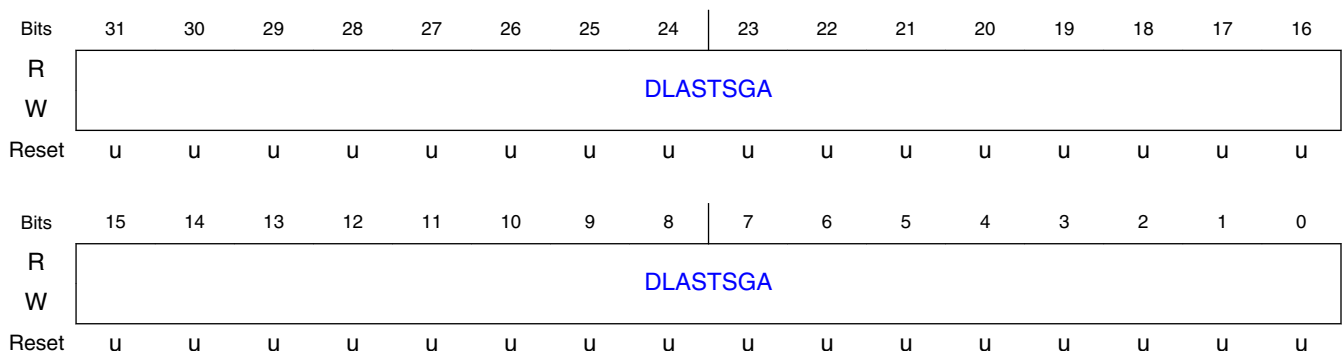 Bits 31 30 29 28 27 26 25 24 23 22 21 20 19 18 17 16
R
DLASTSGA
W
Reset u u u u u u u u u u u u u u u u
Bits 15 14 13 12 11 10 9 8 7 6 5 4 3 2 1 0
R
DLASTSGA
W
Reset u u u u u u u u u u u u u u u u